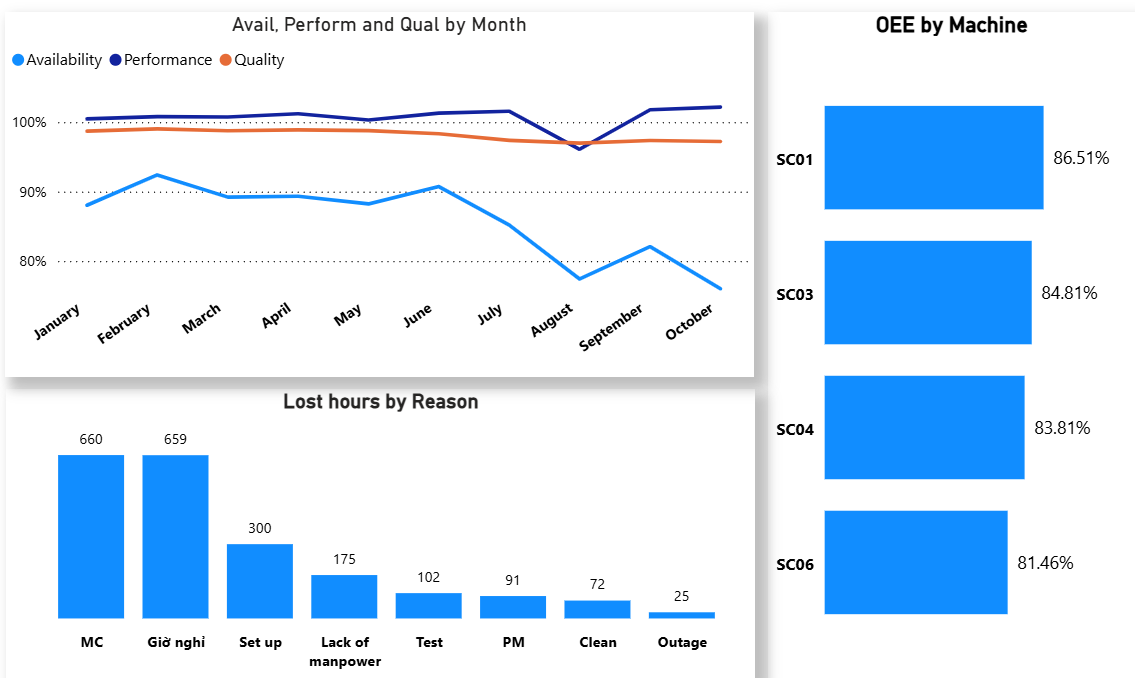 Avail, Perform and Qual by Month
Availability Performance Quality
100%
90%
80%
January February March April May June July August September October
Lost hours by Reason
660 659 300 175 102 91 72 25
MC Giờ nghỉ Set up Lack of manpower Test PM Clean Outage
OEE by Machine
SC01 86.51%
SC03 84.81%
SC04 83.81%
SC06 81.46%